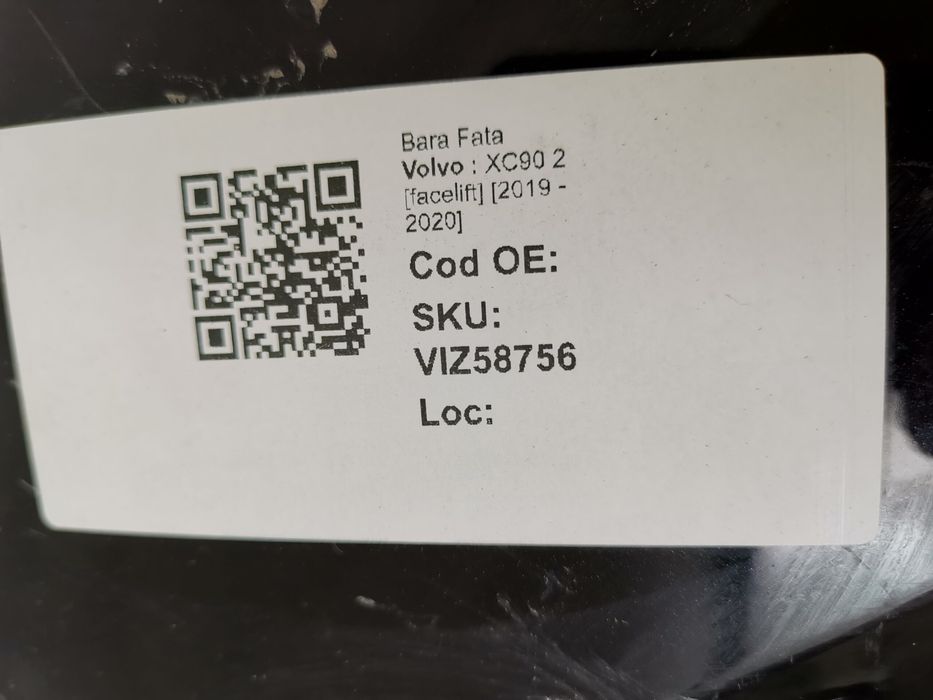 Bara Fata
Volvo : XC90 2
[facelift] [2019 -
2020]
Cod OE:
SKU:
VIZ58756
Loc: